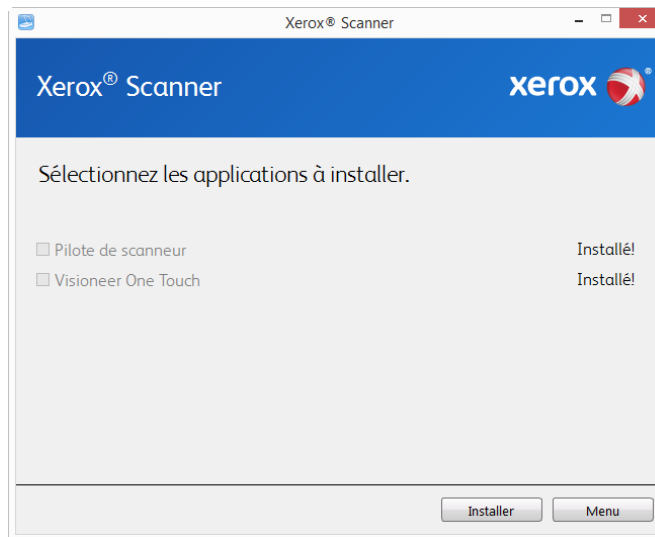 Xerox® Scanner
Xerox® Scanner
xerox®
Sélectionnez les applications à installer.
Pilote de scanneur Installé!
Visioneer One Touch Installé!
Installer Menu